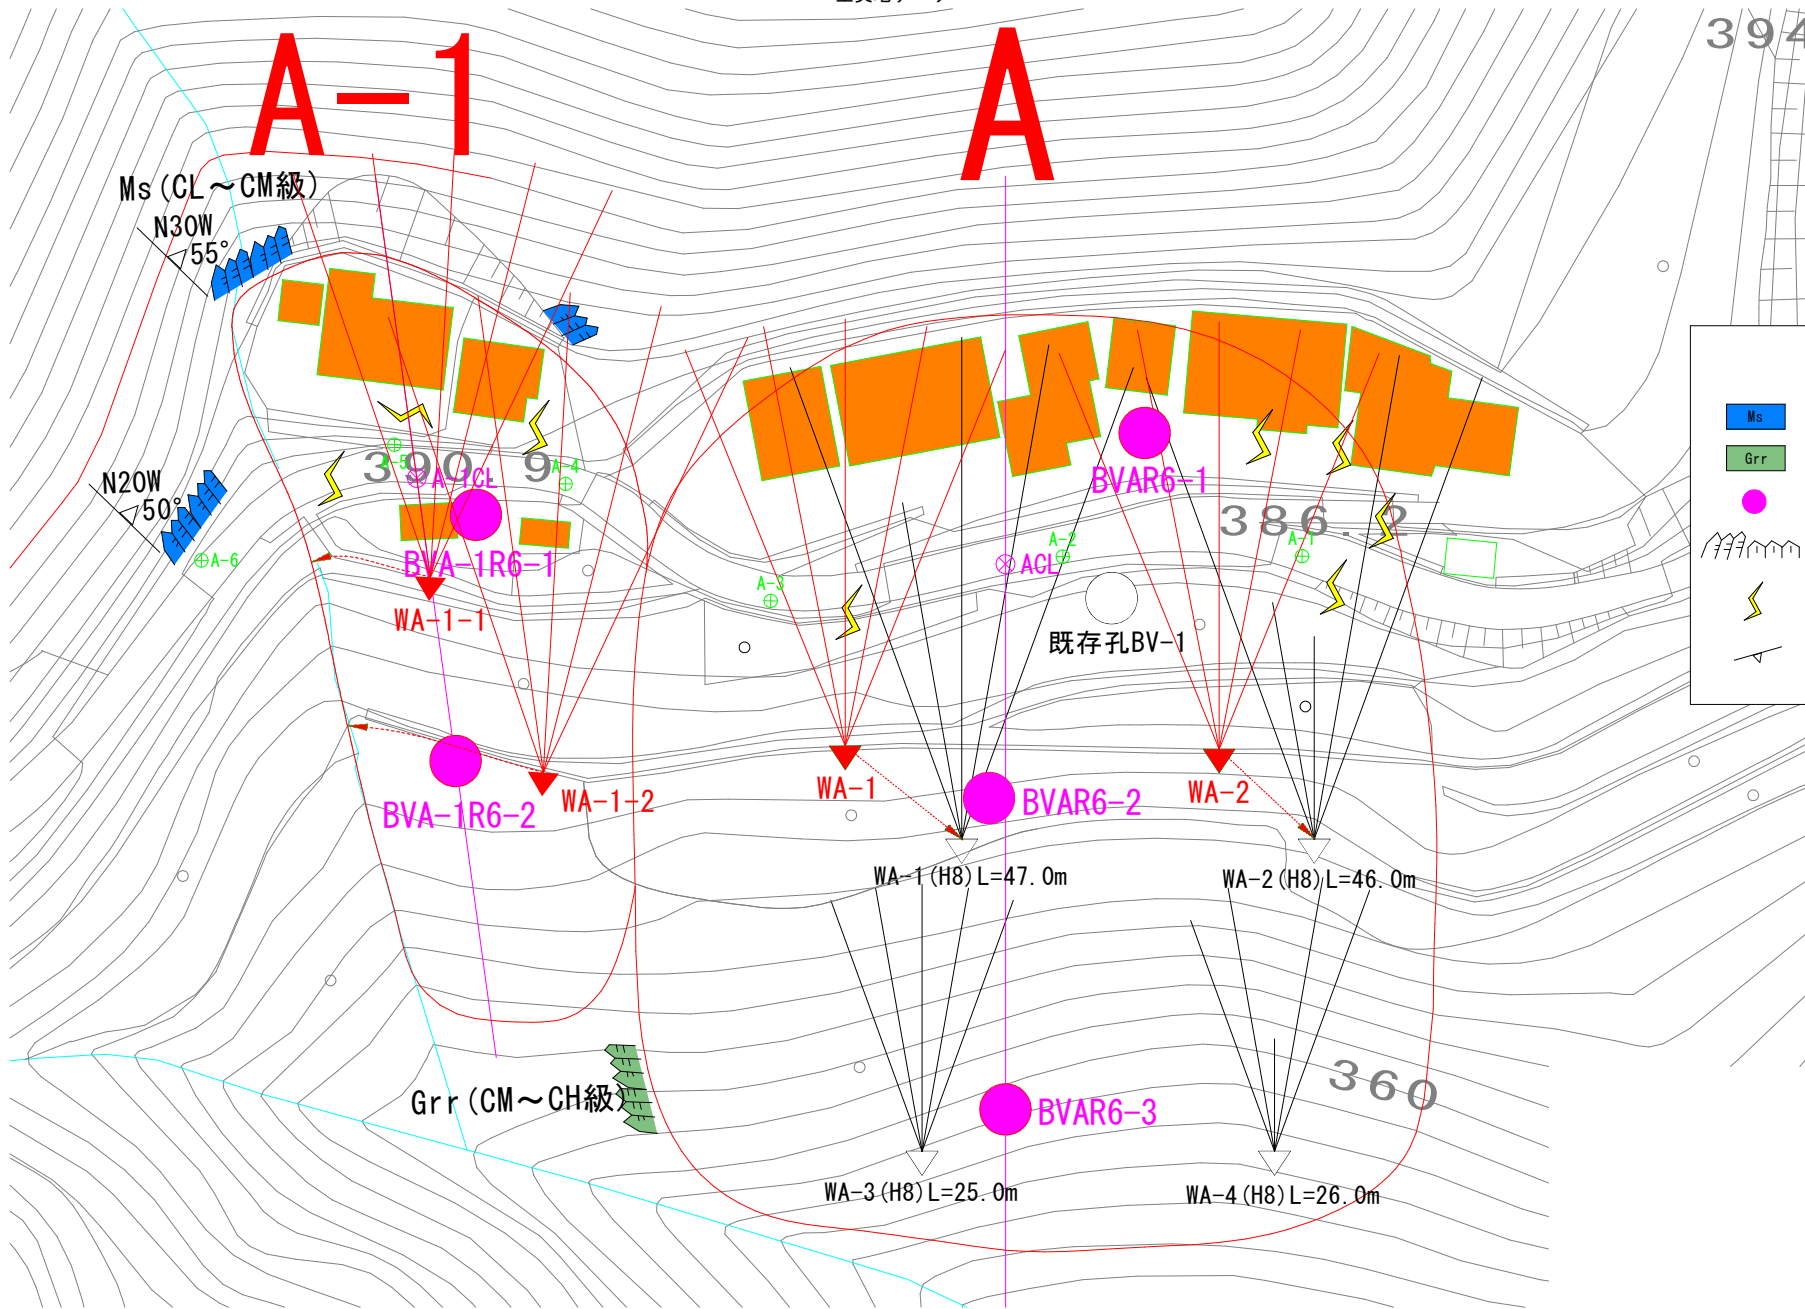 A-1
A
394
Ms(CL～CM級)
N30W
55°
N20W
50°
390.9
A-5
A-1CL
A-4
A-6
BVA-1R6-1
WA-1-1
BVAR6-1
386.2
A-2
A-1
ACL
A-3
既存孔BV-1
Ms
Grr
WA-1
WA-2
WA-1-2
BVA-1R6-2
BVAR6-2
WA-1(H8)L=47.0m
WA-2(H8)L=46.0m
Grr(CM～CH級)
360
BVAR6-3
WA-3(H8)L=25.0m
WA-4(H8)L=26.0m